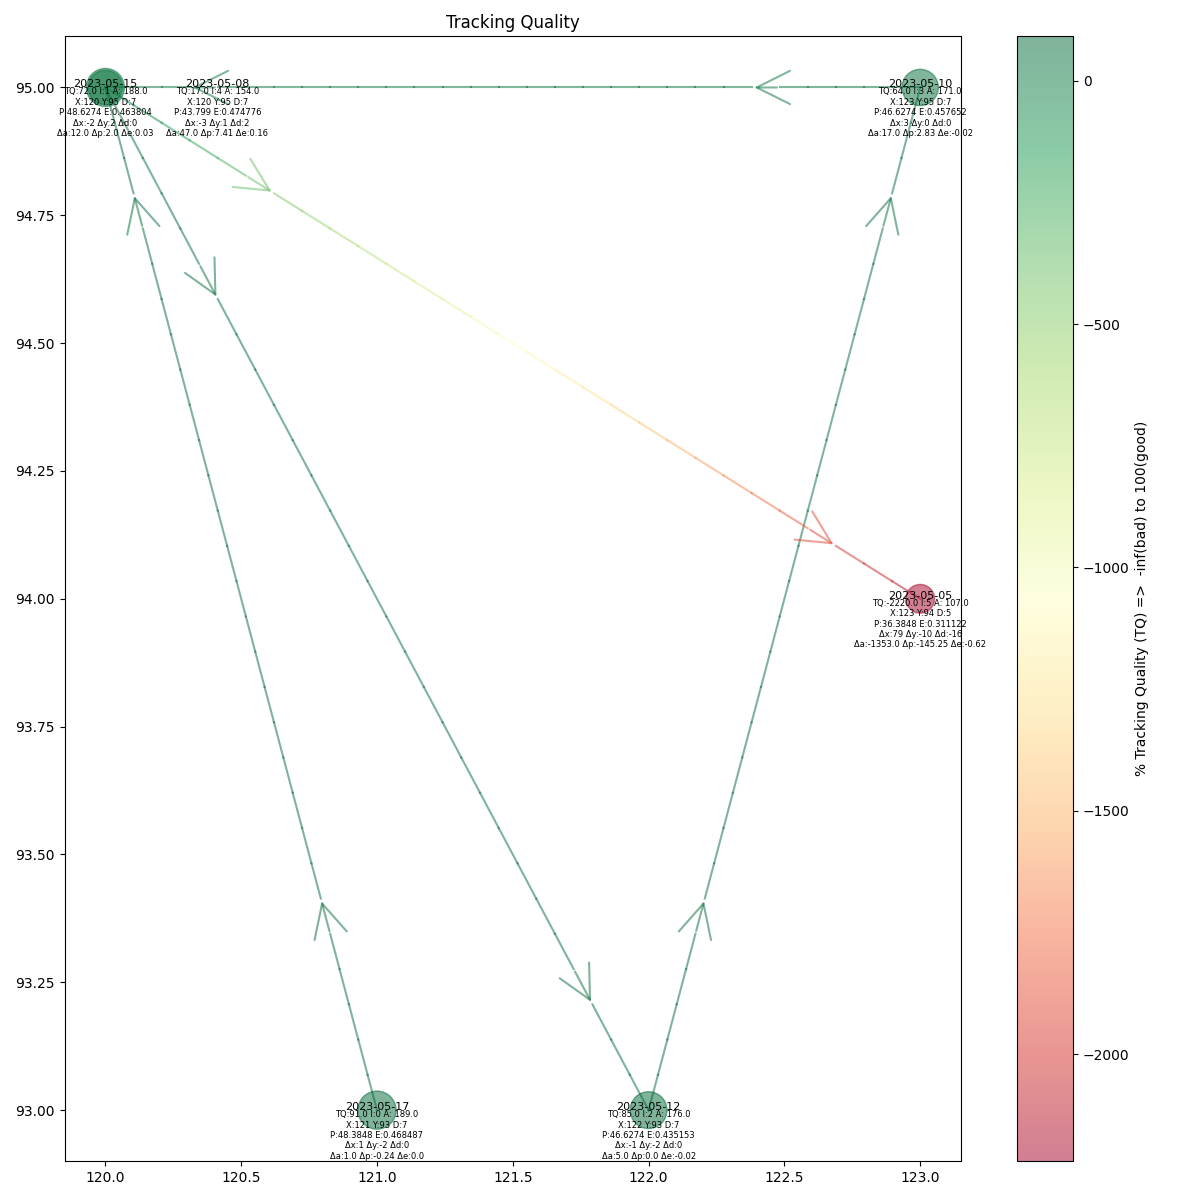 Tracking Quality
2023-05-15
TQ:72.0 I:1 A: 188.0
X:120 Y:95 D:7
P:48.6274 E:0.463804
Δx:-2 Δy:2 Δd:0
Δa:12.0 Δp:2.0 Δe:0.03
2023-05-08
TQ:17.0 I:4 A: 154.0
X:120 Y:95 D:7
P:43.799 E:0.474776
Δx:-3 Δy:1 Δd:2
Δa:47.0 Δp:7.41 Δe:0.16
2023-05-10
TQ:64.0 I:3 A: 171.0
X:123 Y:95 D:7
P:46.6274 E:0.457652
Δx:3 Δy:0 Δd:0
Δa:17.0 Δp:2.83 Δe:-0.02
2023-05-05
TQ:-2220.0 I:5 A: 107.0
X:123 Y:94 D:5
P:36.3848 E:0.311122
Δx:79 Δy:-10 Δd:-16
Δa:-1353.0 Δp:-145.25 Δe:-0.62
2023-05-17
TQ:91.0 I:0 A: 189.0
X:121 Y:93 D:7
P:48.3848 E:0.468487
Δx:1 Δy:-2 Δd:0
Δa:1.0 Δp:-0.24 Δe:0.0
2023-05-12
TQ:85.0 I:2 A: 176.0
X:122 Y:93 D:7
P:46.6274 E:0.435153
Δx:-1 Δy:-2 Δd:0
Δa:5.0 Δp:0.0 Δe:-0.02
95.00
94.75
94.50
94.25
94.00
93.75
93.50
93.25
93.00
120.0
120.5
121.0
121.5
122.0
122.5
123.0
0
−500
−1000
−1500
−2000
% Tracking Quality (TQ) => -inf(bad) to 100(good)